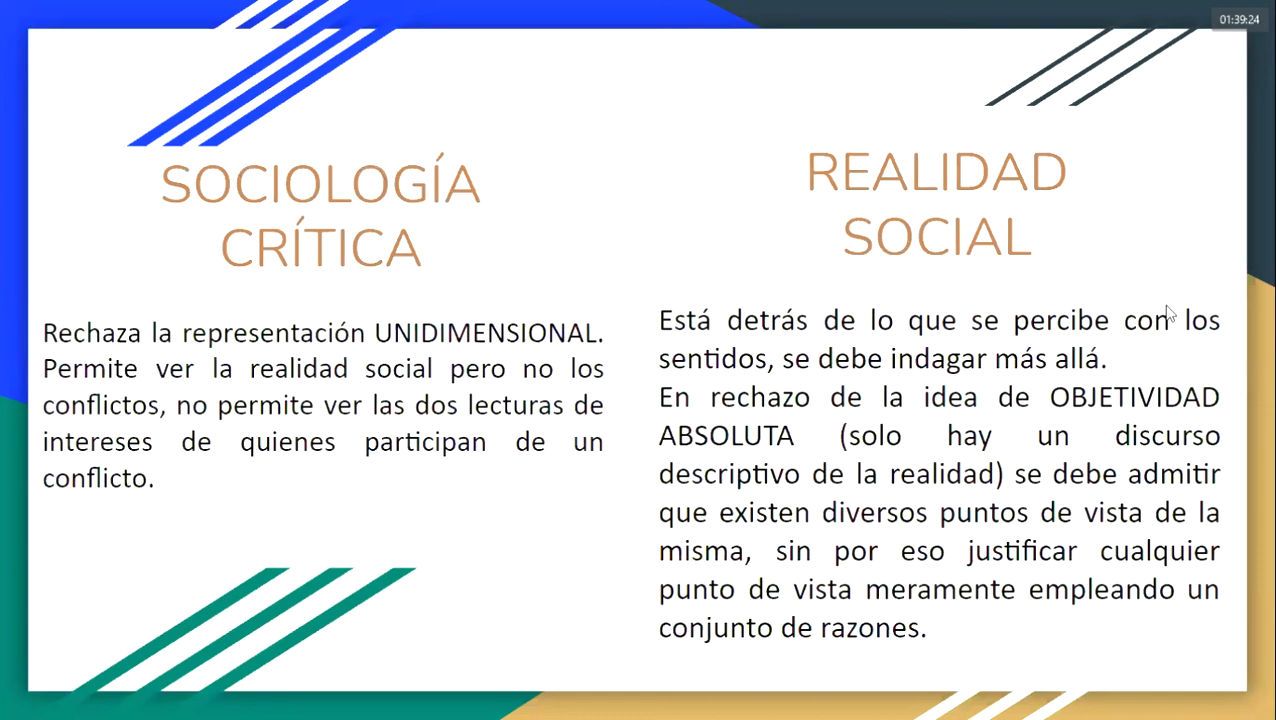 01:39:24
SOCIOLOGÍA
CRÍTICA
Rechaza la representación UNIDIMENSIONAL.
Permite ver la realidad social pero no los
conflictos, no permite ver las dos lecturas de
intereses de quienes participan de un
conflicto.
REALIDAD
SOCIAL
Está detrás de lo que se percibe con los
sentidos, se debe indagar más allá.
En rechazo de la idea de OBJETIVIDAD
ABSOLUTA (solo hay un discurso
descriptivo de la realidad) se debe admitir
que existen diversos puntos de vista de la
misma, sin por eso justificar cualquier
punto de vista meramente empleando un
conjunto de razones.